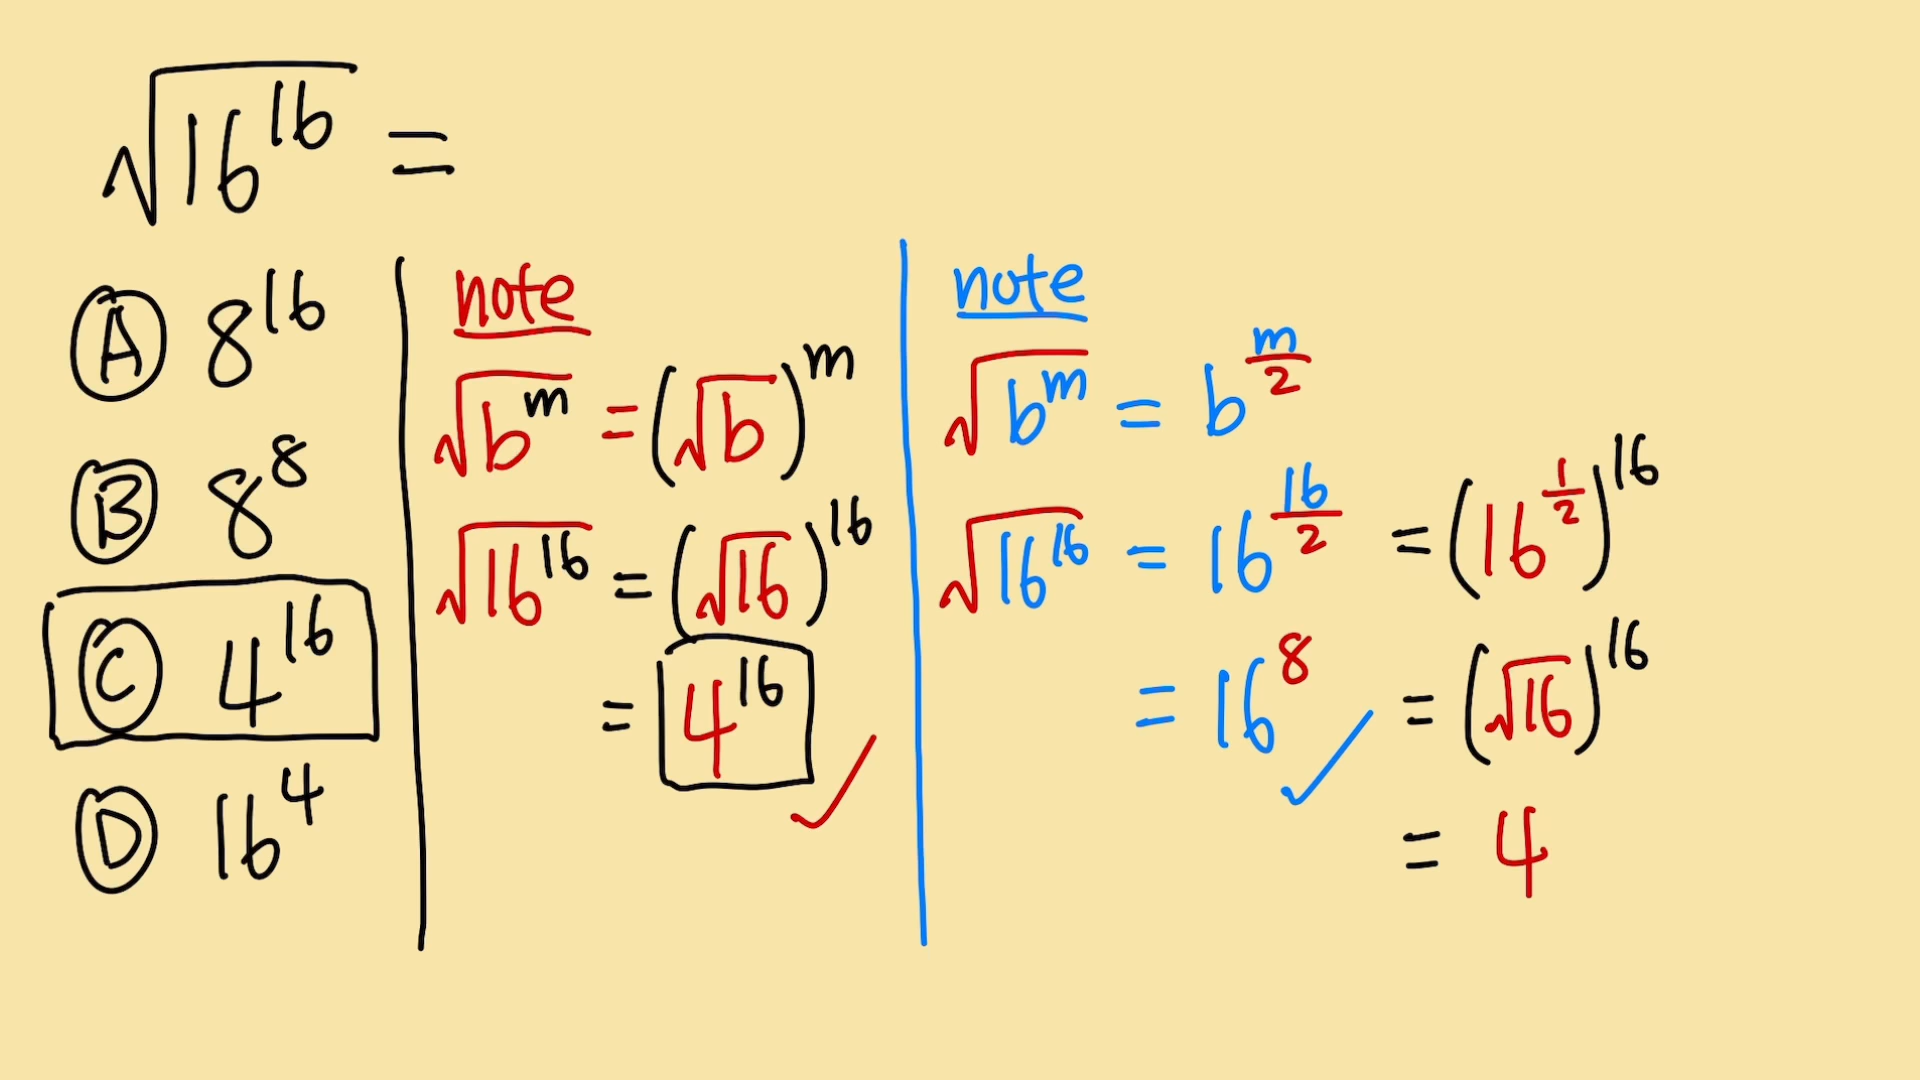 √(16^16) =
Ⓐ 8^16
Ⓑ 8^8
Ⓒ 4^16
Ⓓ 16^4
note
√(b^m) = (√b)^m
√(16^16) = (√16)^16
= 4^16 ✓
note
√(b^m) = b^(m/2)
√(16^16) = 16^(16/2) = (16^(1/2))^16
= 16^8 ✓ = (√16)^16
= 4